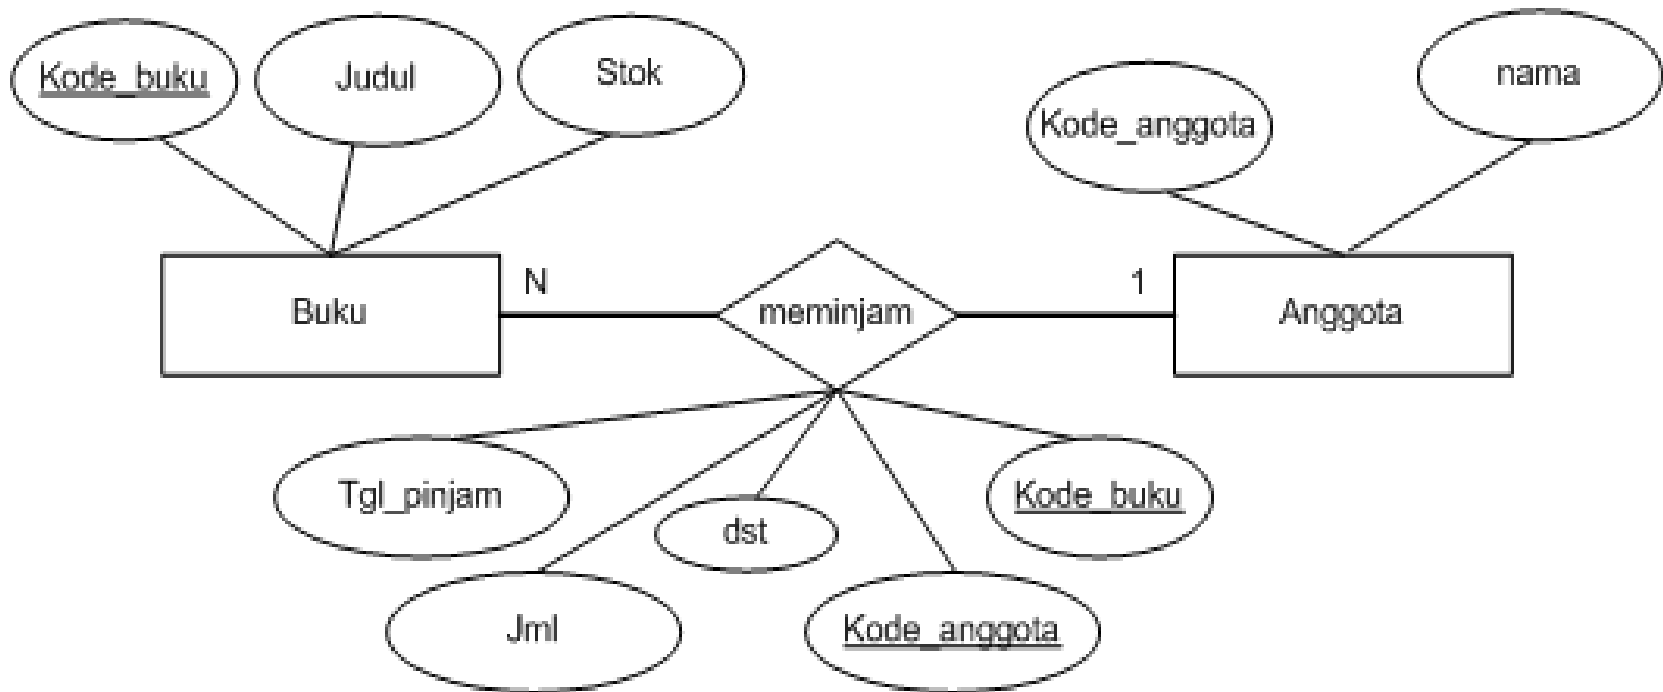 Kode_buku
Judul
Stok
Kode_anggota
nama
Buku
N
meminjam
1
Anggota
Tgl_pinjam
Jml
dst
Kode_anggota
Kode_buku